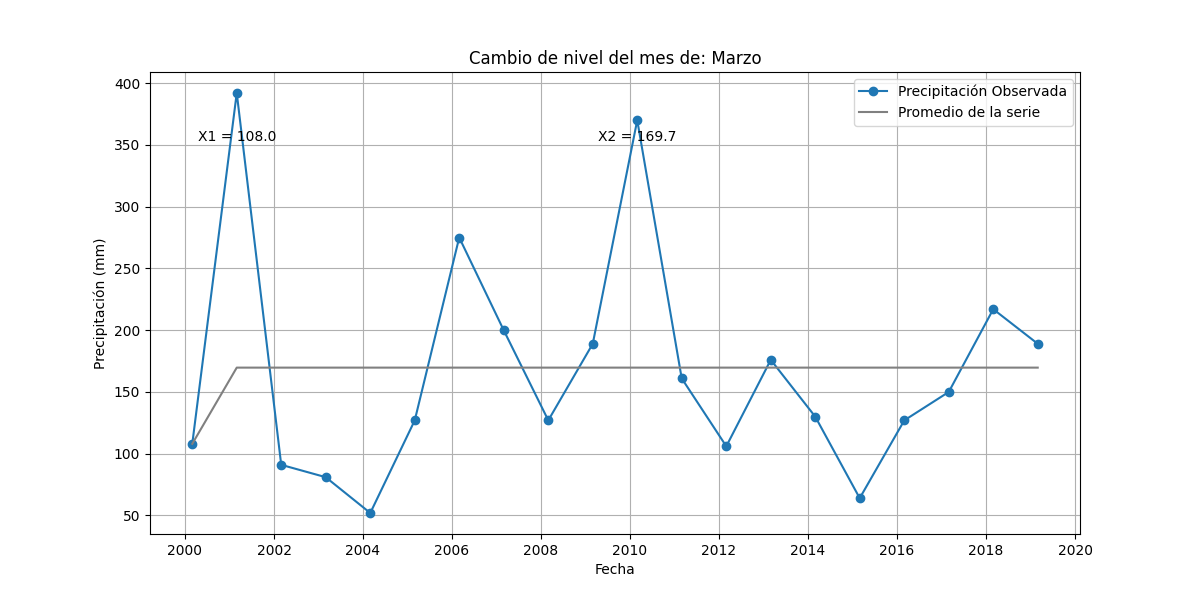 Cambio de nivel del mes de: Marzo
400
350
300
250
200
150
100
50
Precipitación (mm)
X1 = 108.0
X2 = 169.7
Precipitación Observada
Promedio de la serie
2000 2002 2004 2006 2008 2010 2012 2014 2016 2018 2020
Fecha